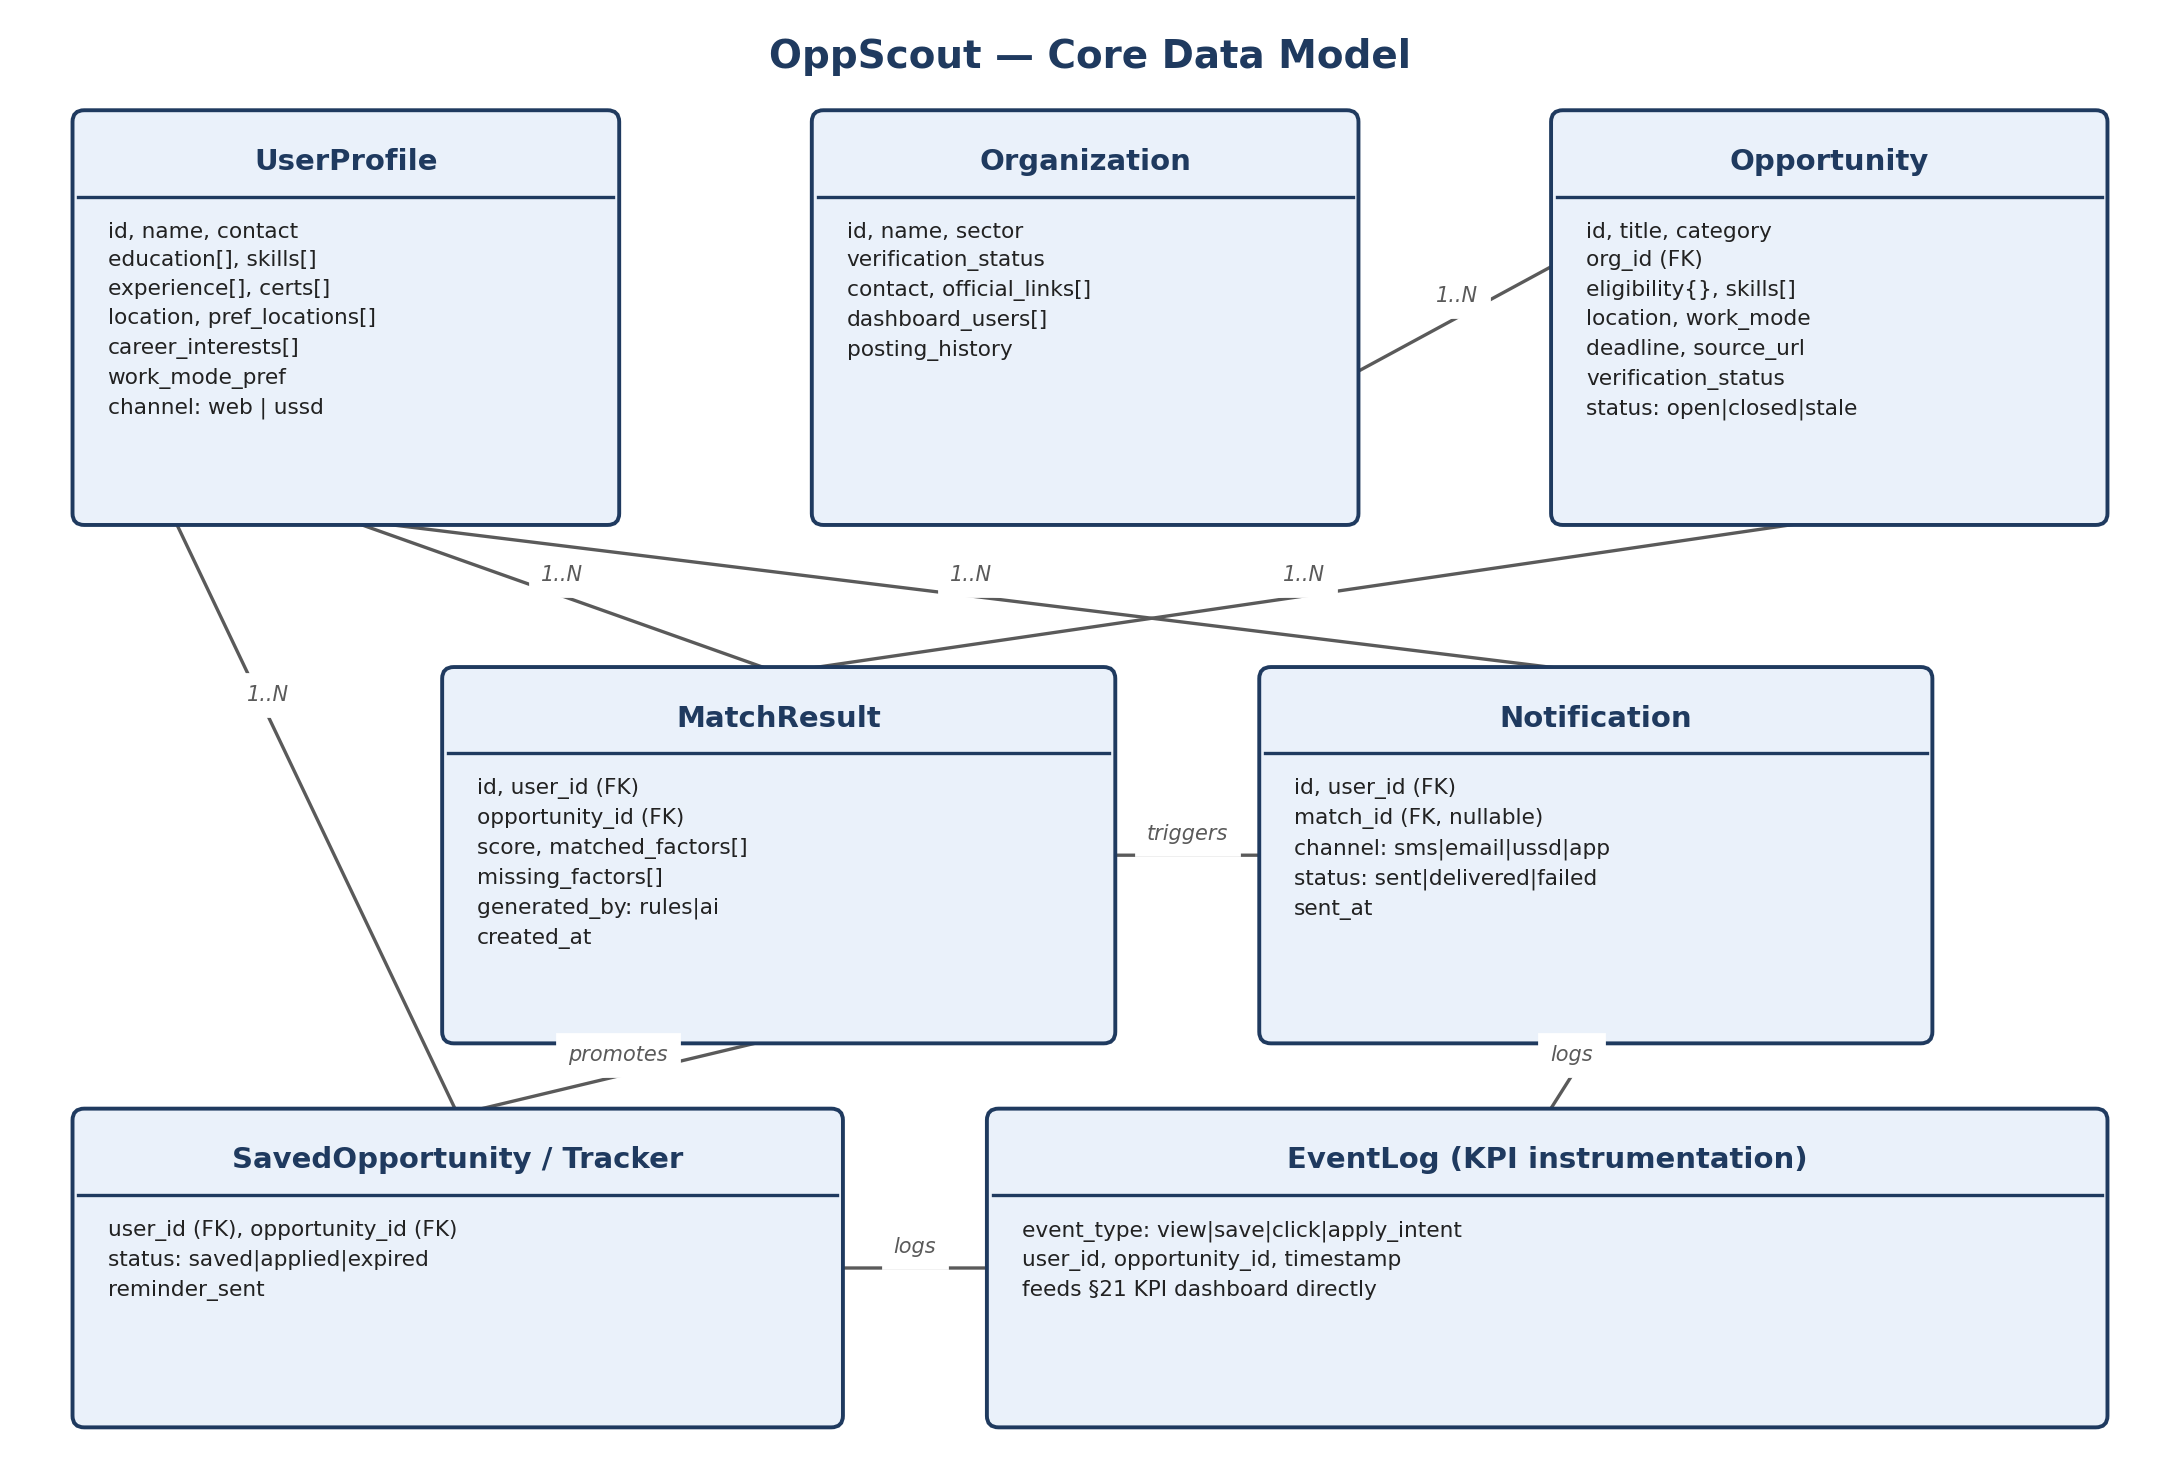 OppScout — Core Data Model
UserProfile
id, name, contact
education[], skills[]
experience[], certs[]
location, pref_locations[]
career_interests[]
work_mode_pref
channel: web | ussd
Organization
id, name, sector
verification_status
contact, official_links[]
dashboard_users[]
posting_history
1..N
Opportunity
id, title, category
org_id (FK)
eligibility{}, skills[]
location, work_mode
deadline, source_url
verification_status
status: open|closed|stale
1..N
1..N
1..N
1..N
MatchResult
id, user_id (FK)
opportunity_id (FK)
score, matched_factors[]
missing_factors[]
generated_by: rules|ai
created_at
triggers
Notification
id, user_id (FK)
match_id (FK, nullable)
channel: sms|email|ussd|app
status: sent|delivered|failed
sent_at
promotes
logs
SavedOpportunity / Tracker
user_id (FK), opportunity_id (FK)
status: saved|applied|expired
reminder_sent
logs
EventLog (KPI instrumentation)
event_type: view|save|click|apply_intent
user_id, opportunity_id, timestamp
feeds §21 KPI dashboard directly